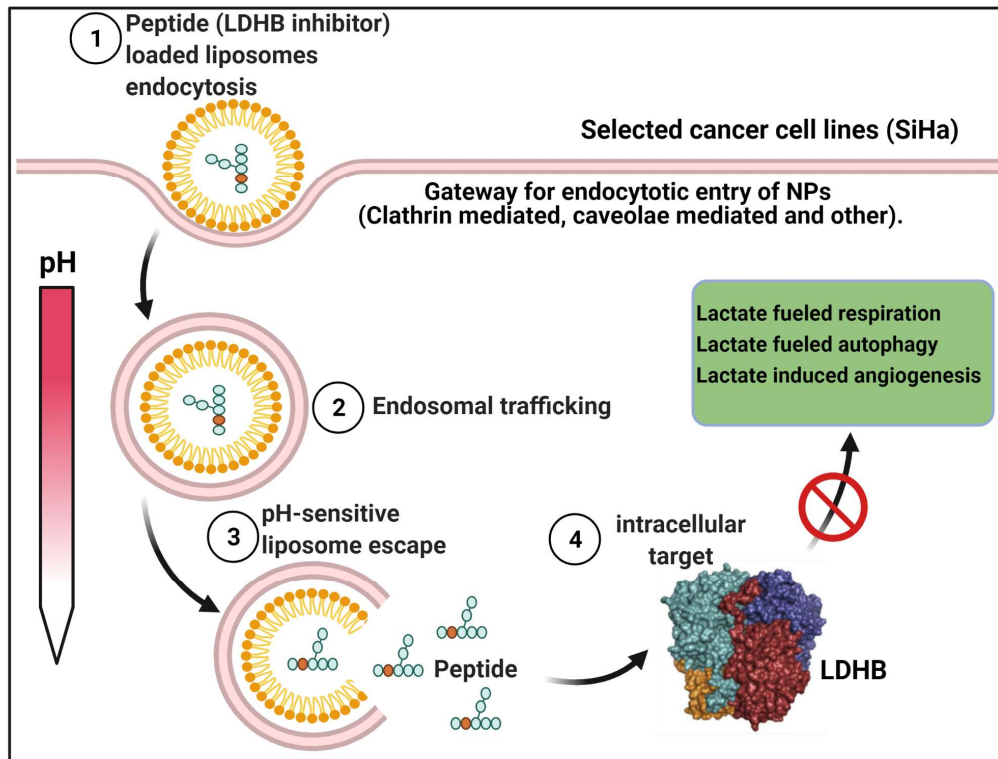 1
Peptide (LDHB inhibitor)
loaded liposomes
endocytosis
Selected cancer cell lines (SiHa)
Gateway for endocytotic entry of NPs
(Clathrin mediated, caveolae mediated and other).
pH
Lactate fueled respiration
Lactate fueled autophagy
Lactate induced angiogenesis
2
Endosomal trafficking
3
pH-sensitive
liposome escape
4
intracellular
target
Peptide
LDHB